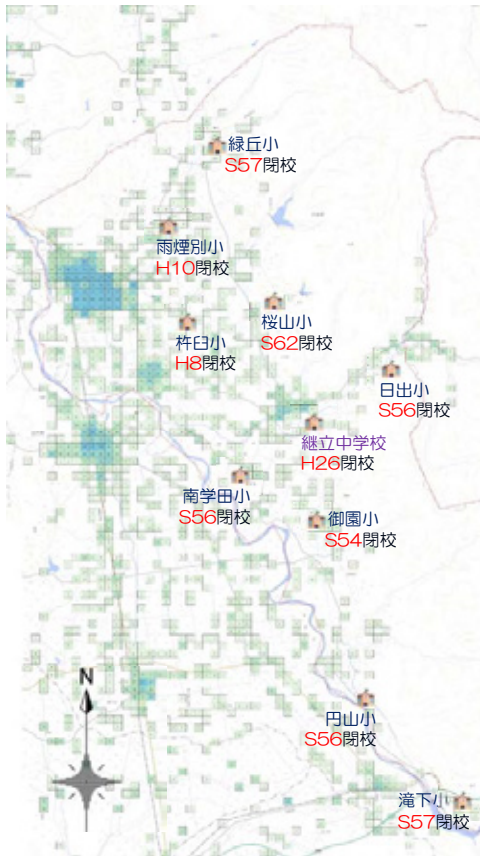 緑丘小
S57閉校
雨煙別小
H10閉校
桜山小
S62閉校
杵臼小
H8閉校
日出小
S56閉校
継立中学校
H26閉校
南学田小
S56閉校
御園小
S54閉校
N
円山小
S56閉校
滝下小
S57閉校